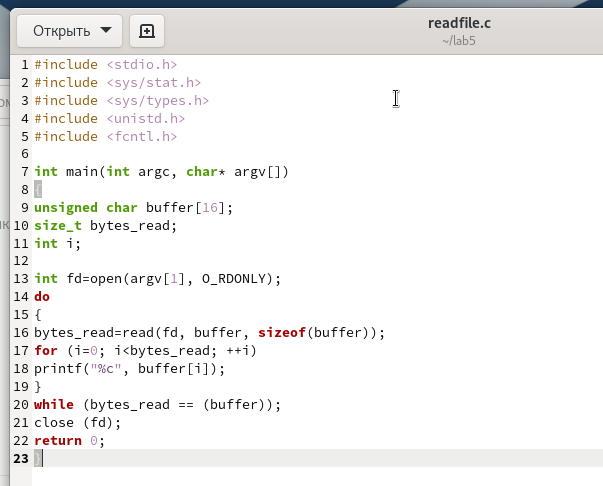 Открыть
readfile.c
~/lab5
1 #include <stdio.h>
2 #include <sys/stat.h>
3 #include <sys/types.h>
4 #include <unistd.h>
5 #include <fcntl.h>
6
7 int main(int argc, char* argv[])
8 {
9 unsigned char buffer[16];
10 size_t bytes_read;
11 int i;
12
13 int fd=open(argv[1], O_RDONLY);
14 do
15 {
16 bytes_read=read(fd, buffer, sizeof(buffer));
17 for (i=0; i<bytes_read; ++i)
18 printf("%c", buffer[i]);
19 }
20 while (bytes_read == (buffer));
21 close (fd);
22 return 0;
23 }